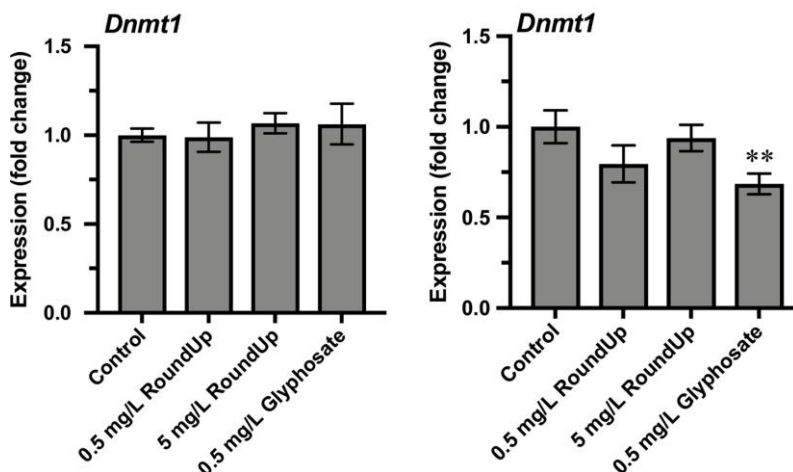 Dnmt1
Expression (fold change)
1.5
1.0
0.5
0.0
Control
0.5 mg/L RoundUp
5 mg/L RoundUp
0.5 mg/L Glyphosate
Dnmt1
Expression (fold change)
1.5
1.0
0.5
0.0
**
Control
0.5 mg/L RoundUp
5 mg/L RoundUp
0.5 mg/L Glyphosate